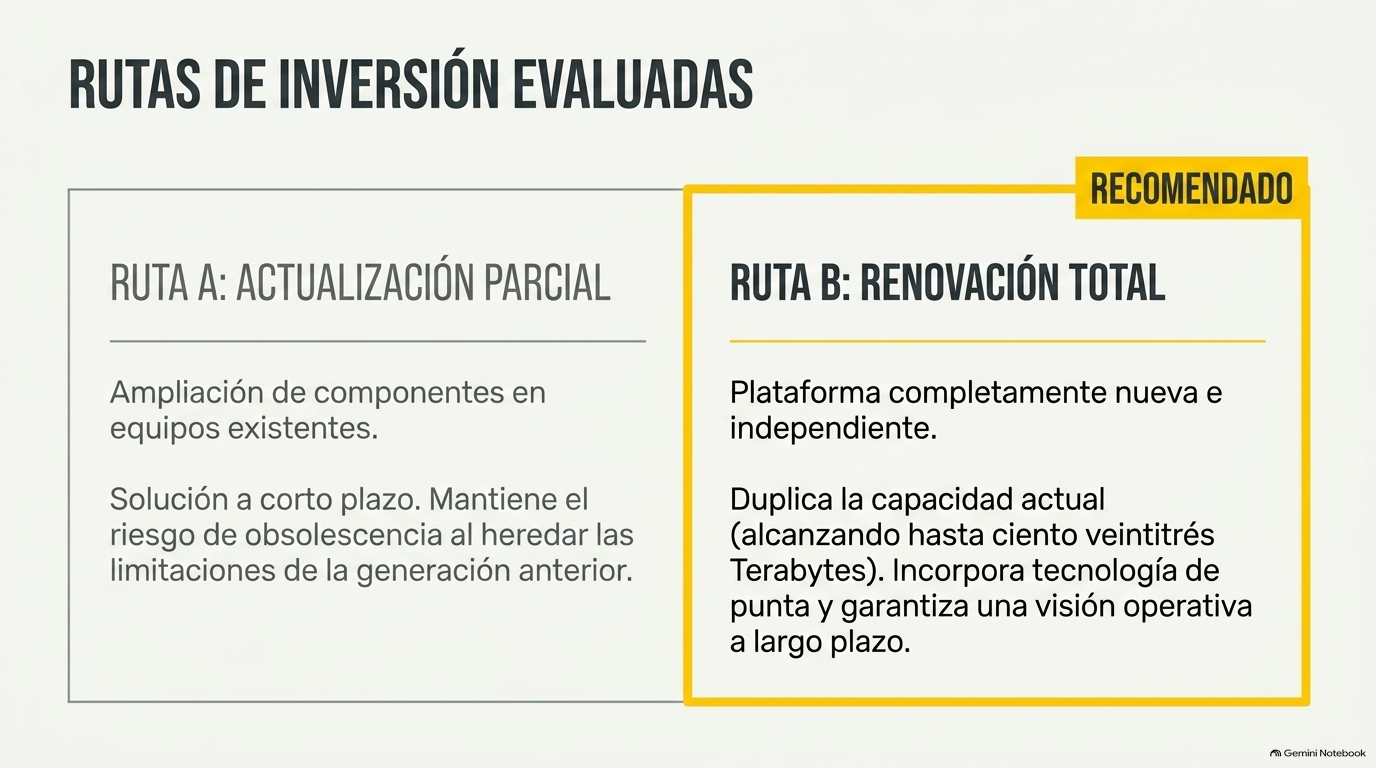 RUTAS DE INVERSIÓN EVALUADAS
RECOMENDADO
RUTA A: ACTUALIZACIÓN PARCIAL
Ampliación de componentes en
equipos existentes.
Solución a corto plazo. Mantiene el
riesgo de obsolescencia al heredar las
limitaciones de la generación anterior.
RUTA B: RENOVACIÓN TOTAL
Plataforma completamente nueva e
independiente.
Duplica la capacidad actual
(alcanzando hasta ciento veintitrés
Terabytes). Incorpora tecnología de
punta y garantiza una visión operativa
a largo plazo.
Gemini Notebook